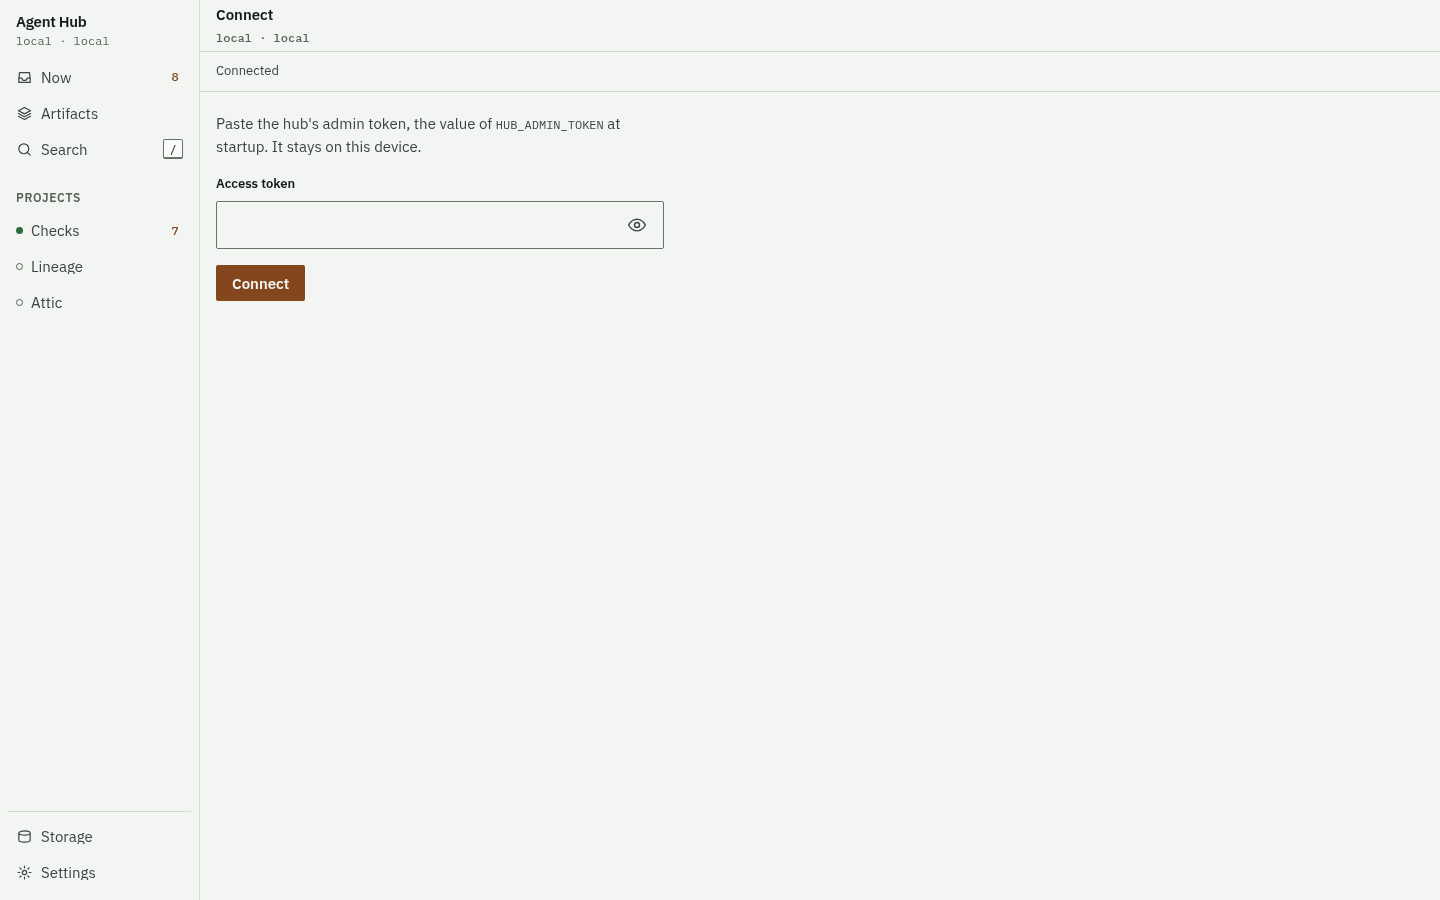 Agent Hub
local · local
Now 8
Artifacts
Search /
PROJECTS
Checks 7
Lineage
Attic
Storage
Settings
Connect
local · local
Connected
Paste the hub's admin token, the value of HUB_ADMIN_TOKEN at
startup. It stays on this device.
Access token
Connect